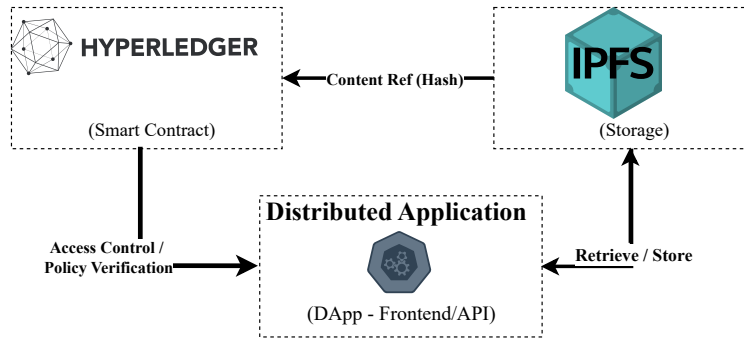 HYPERLEDGER
(Smart Contract)
Content Ref (Hash)
IPFS
(Storage)
Access Control /
Policy Verification
Distributed Application
(DApp - Frontend/API)
Retrieve / Store